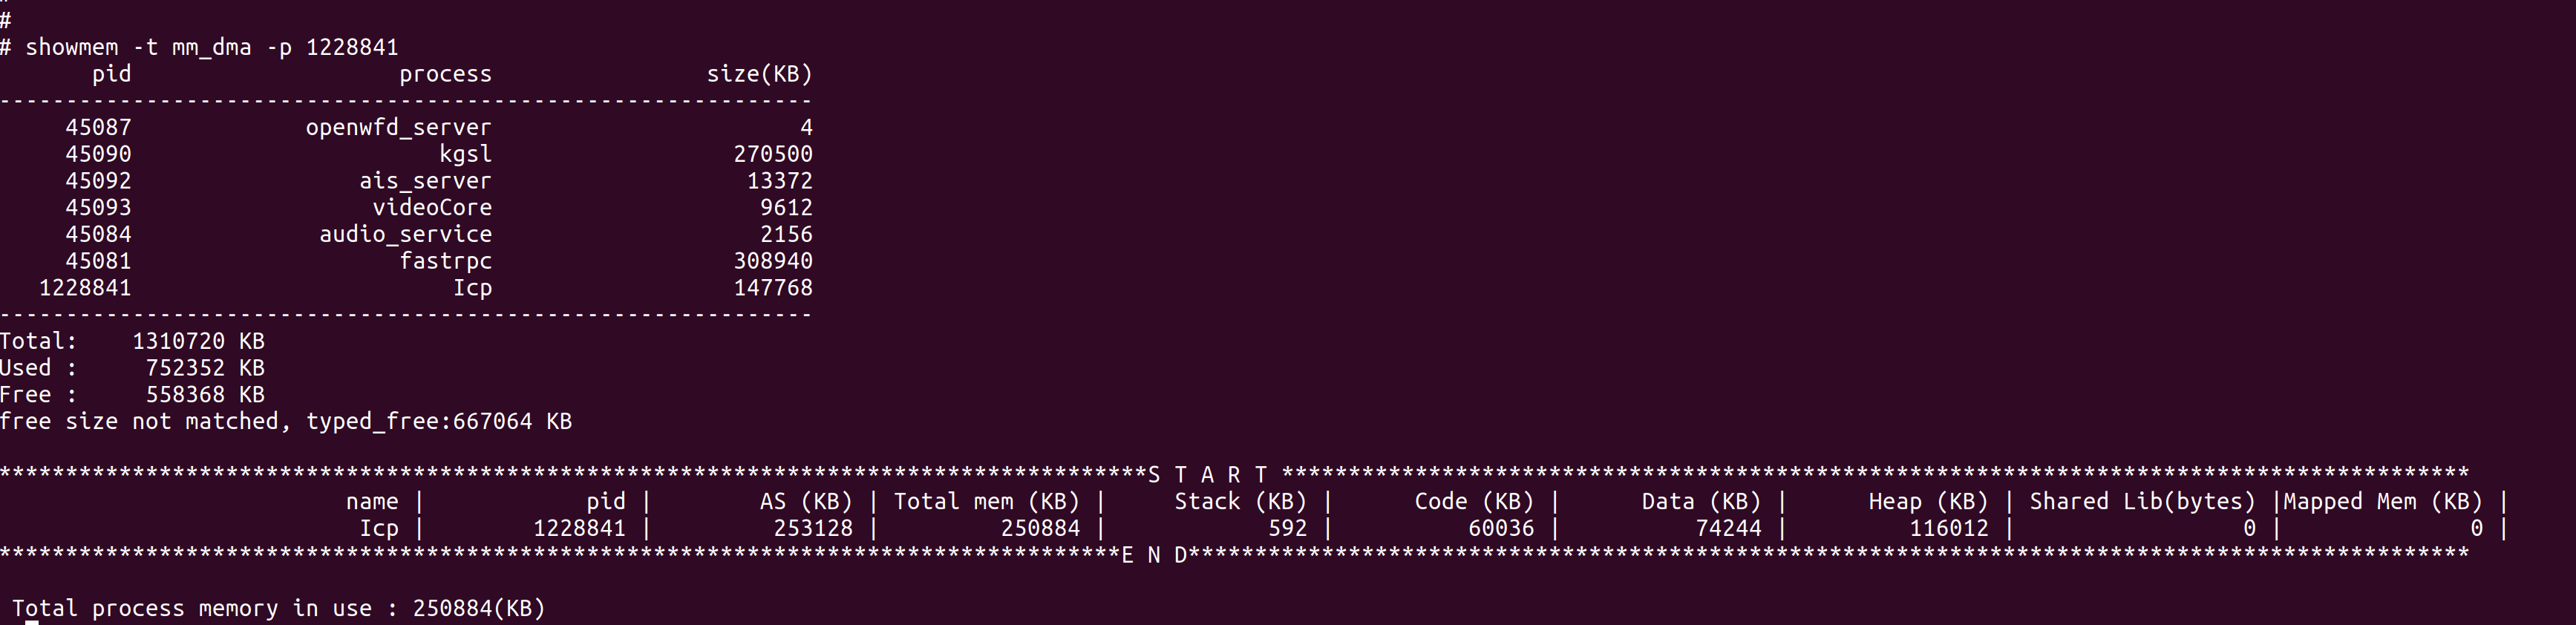 #
# showmem -t mm_dma -p 1228841
pid process size(KB)
-------------------------------------------------------------
45087 openwfd_server 4
45090 kgsl 270500
45092 ais_server 13372
45093 videoCore 9612
45084 audio_service 2156
45081 fastrpc 308940
1228841 Icp 147768
-------------------------------------------------------------
Total: 1310720 KB
Used : 752352 KB
Free : 558368 KB
free size not matched, typed_free:667064 KB
**************************************************************************************S T A R T *****************************************************************************************
name | pid | AS (KB) | Total mem (KB) | Stack (KB) | Code (KB) | Data (KB) | Heap (KB) | Shared Lib(bytes) |Mapped Mem (KB) |
Icp | 1228841 | 253128 | 250884 | 592 | 60036 | 74244 | 116012 | 0 | 0 |
************************************************************************************E N D************************************************************************************************
Total process memory in use : 250884(KB)